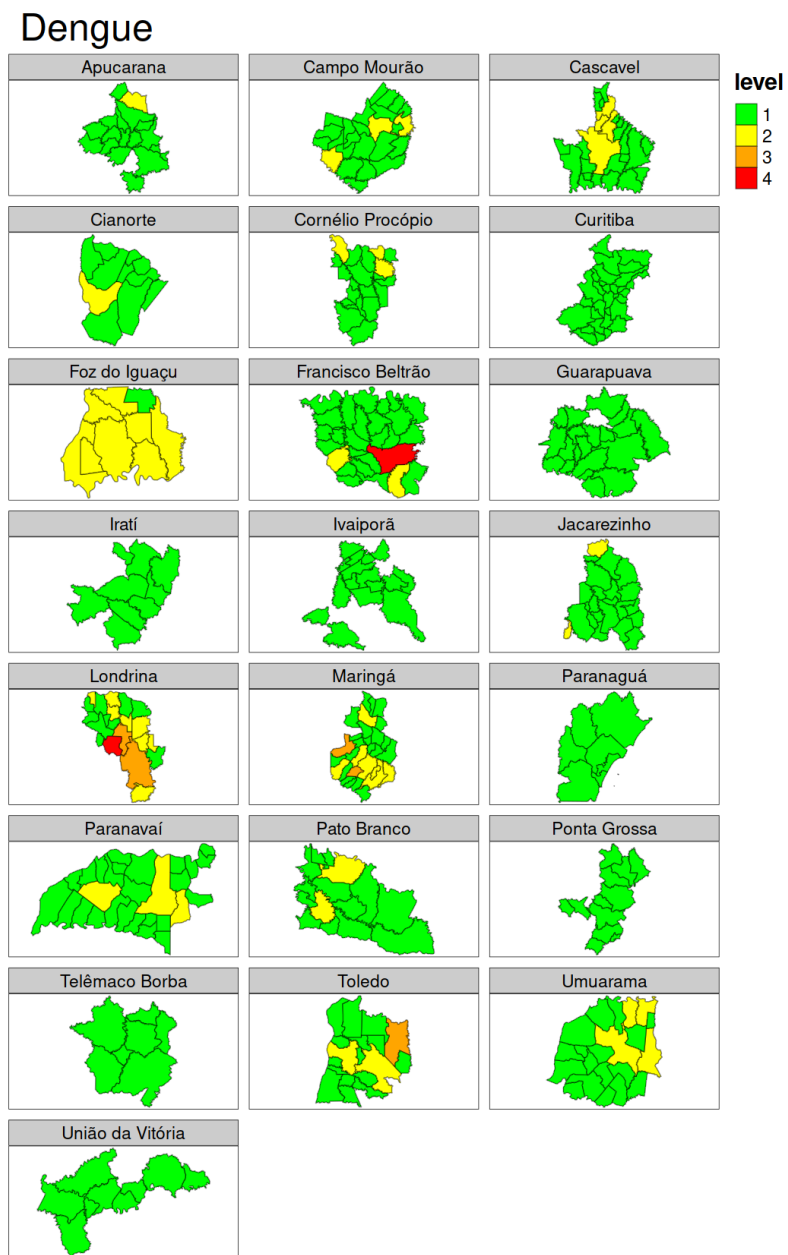 Dengue
Apucarana
Campo Mourão
Cascavel
level
1
2
3
4
Cianorte
Cornélio Procópio
Curitiba
Foz do Iguaçu
Francisco Beltrão
Guarapuava
Iratí
Ivaiporã
Jacarezinho
Londrina
Maringá
Paranaguá
Paranavaí
Pato Branco
Ponta Grossa
Telêmaco Borba
Toledo
Umuarama
União da Vitória